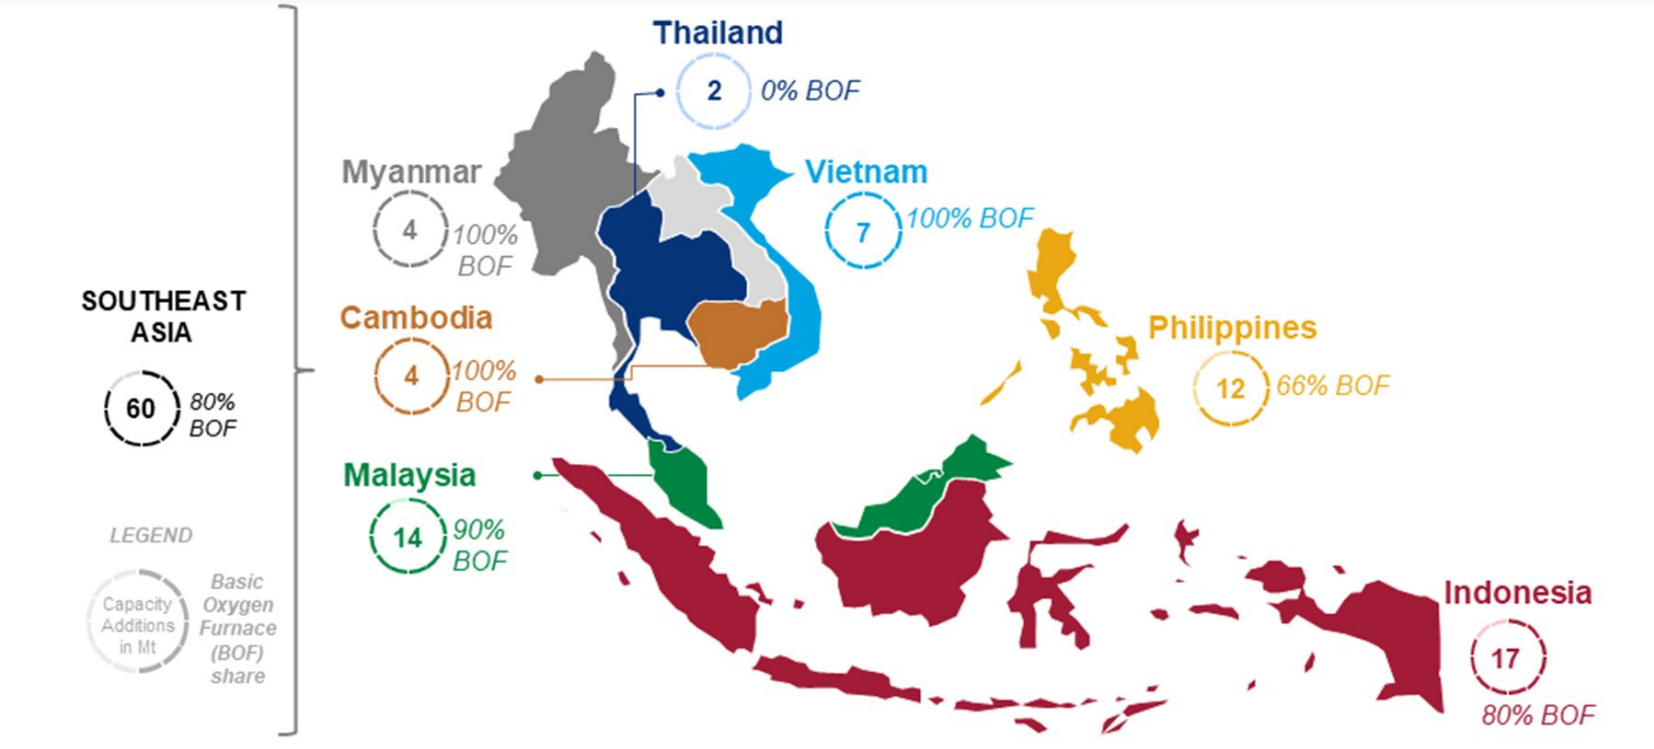 Thailand
2
0% BOF
Myanmar
4
100%
BOF
Vietnam
7
100% BOF
SOUTHEAST
ASIA
60
80%
BOF
Cambodia
4
100%
BOF
Philippines
12
66% BOF
Malaysia
14
90%
BOF
LEGEND
Capacity
Additions
in Mt
Basic
Oxygen
Furnace
(BOF)
share
Indonesia
17
80% BOF